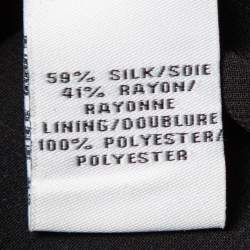 59% SILK/SOIE
41% RAYON/
RAYONNE
LINING/DOUBLURE
100% POLYESTER/
POLYESTER